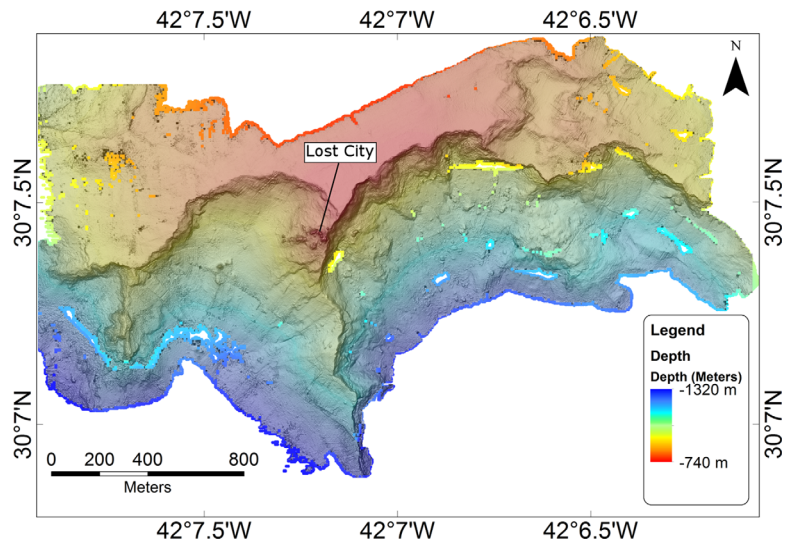 42°7.5'W 42°7'W 42°6.5'W
N
Lost City
30°7.5'N 30°7.5'N
Legend
Depth
Depth (Meters)
-1320 m
-740 m
30°7'N 30°7'N
0 200 400 800
Meters
42°7.5'W 42°7'W 42°6.5'W